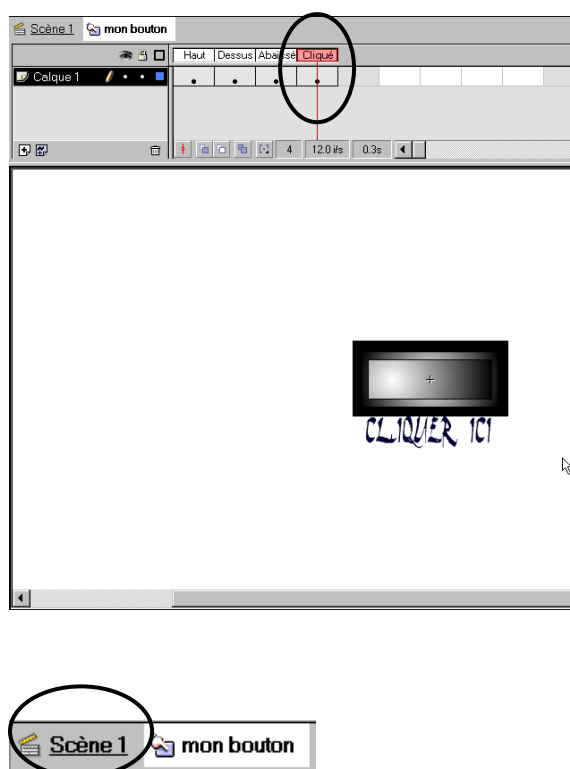 Scène 1 mon bouton
Haut Dessus Abaissé Cliqué
Calque 1
4 12.0 i/s 0.3s
CLIQUER ICI
Scène 1 mon bouton